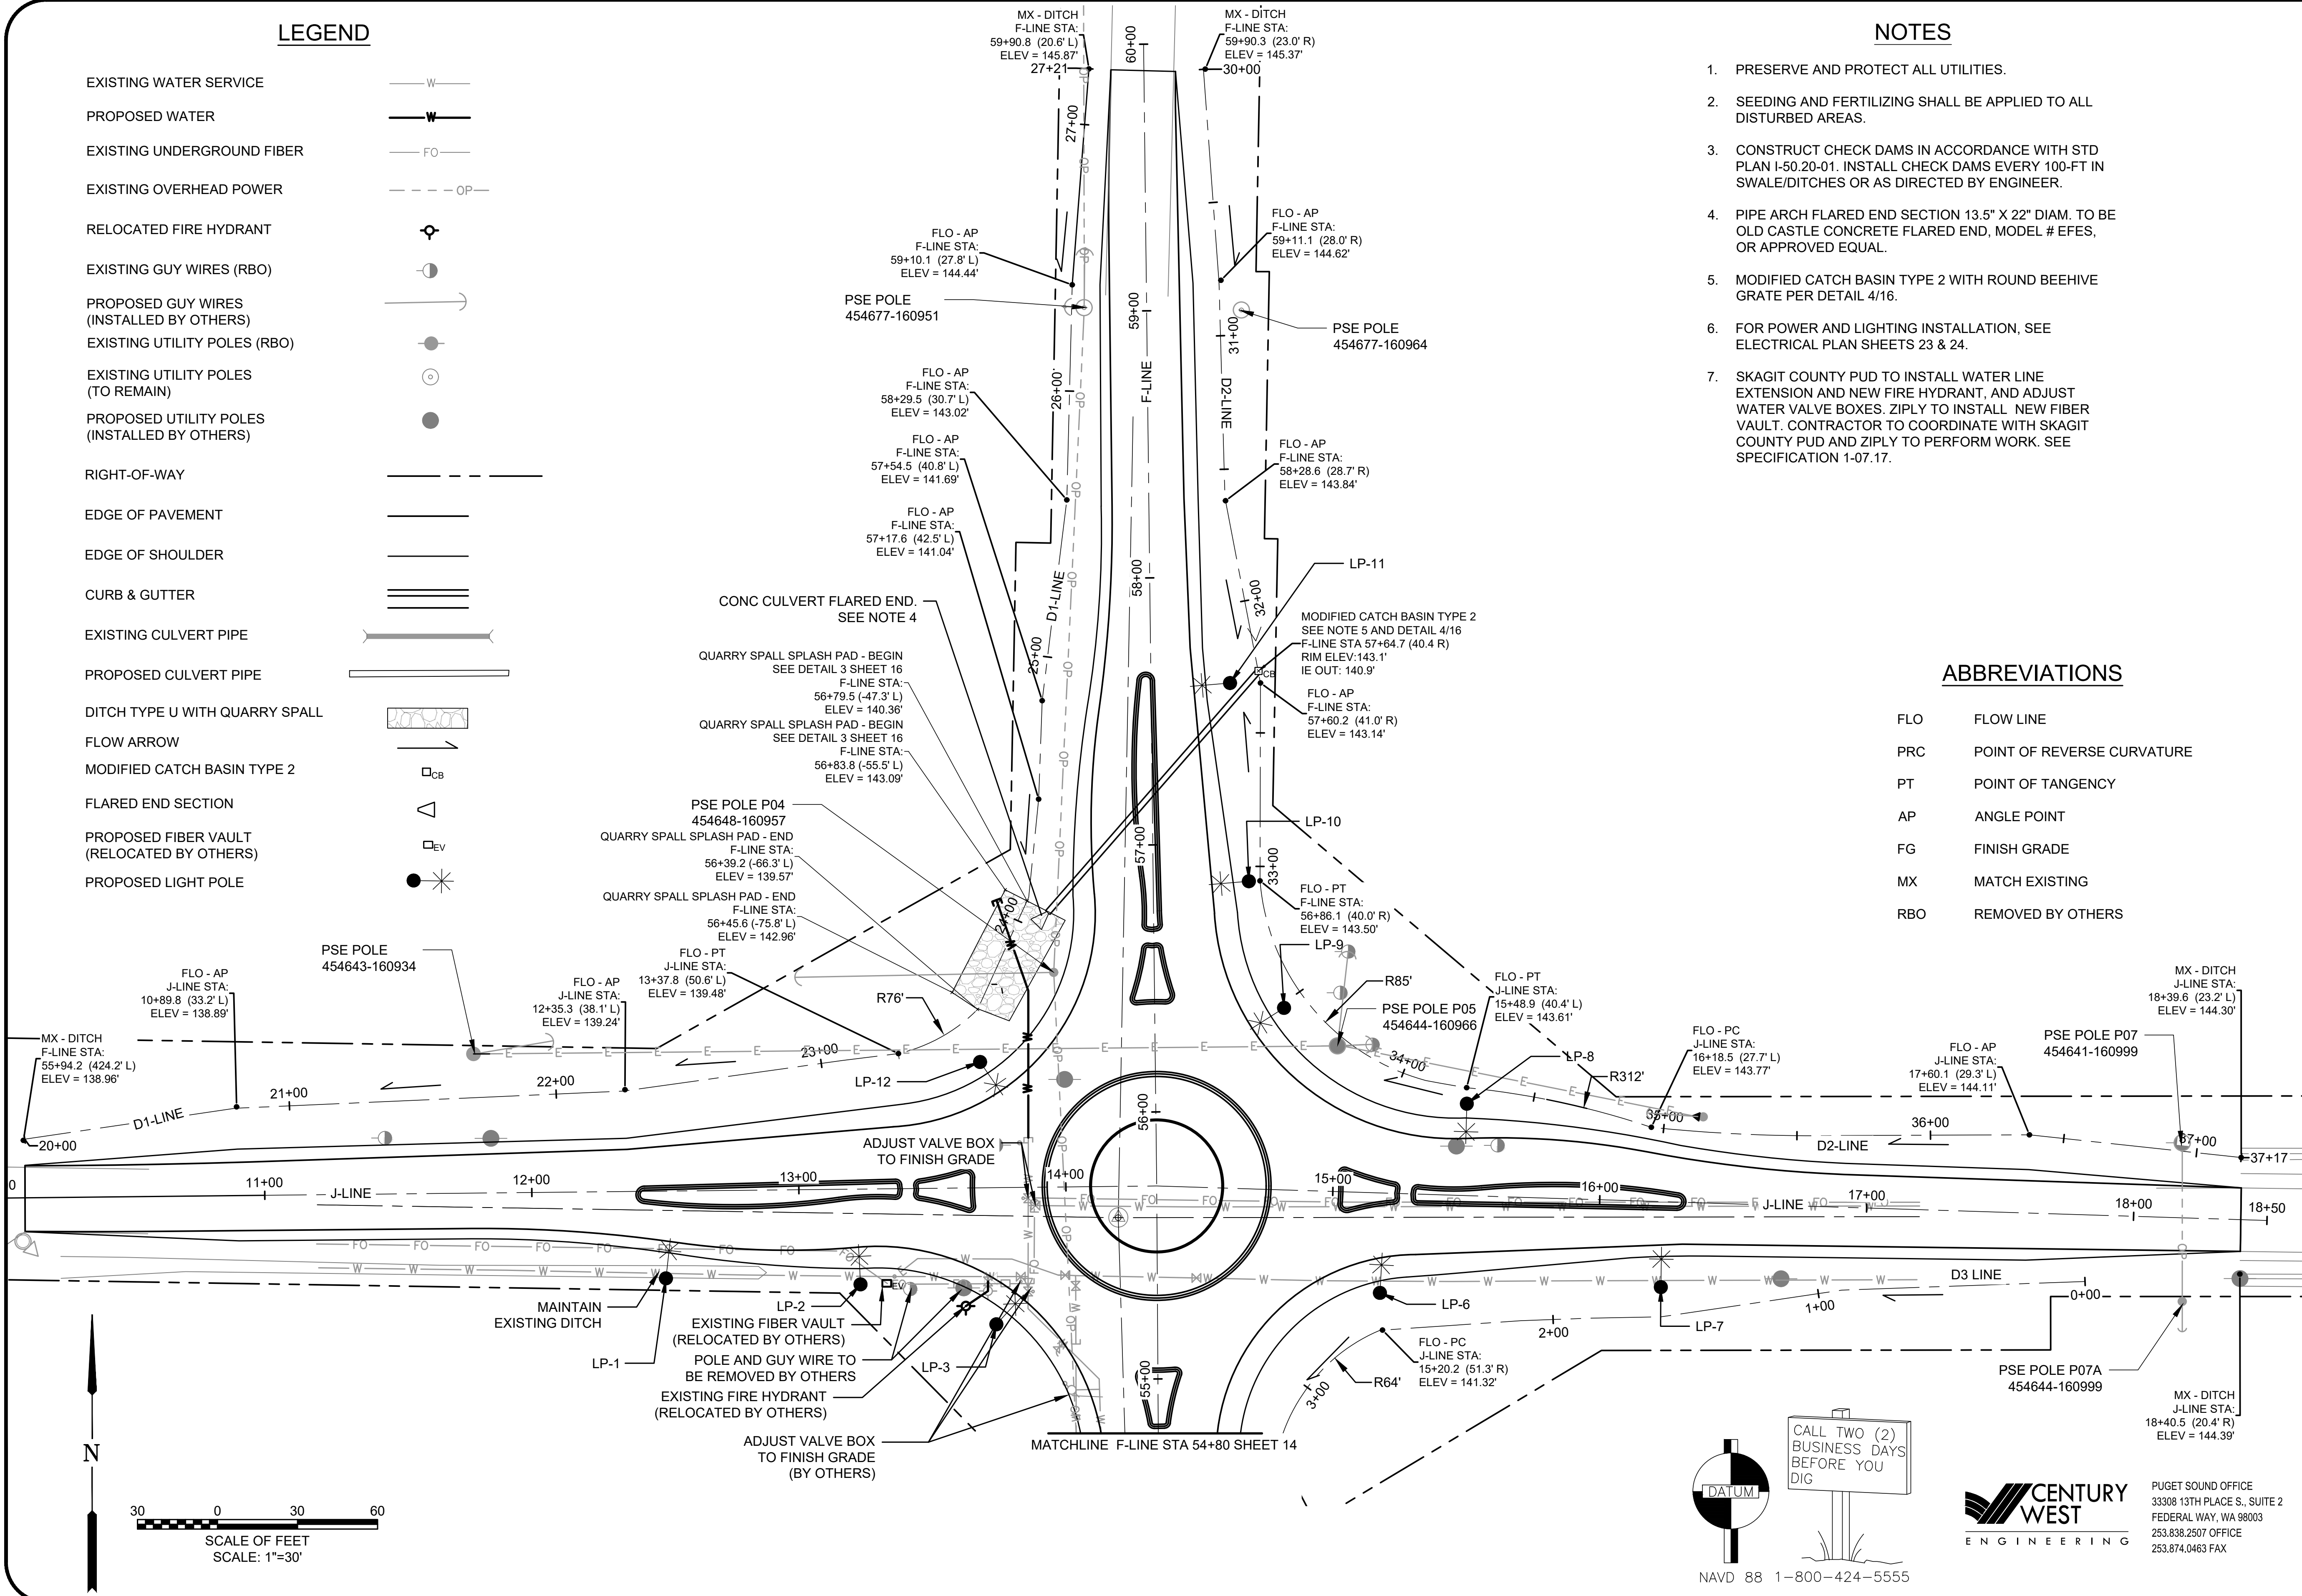 LEGEND
EXISTING WATER SERVICE
W
PROPOSED WATER
W
EXISTING UNDERGROUND FIBER
FO
EXISTING OVERHEAD POWER
OP
RELOCATED FIRE HYDRANT
EXISTING GUY WIRES (RBO)
PROPOSED GUY WIRES
(INSTALLED BY OTHERS)
EXISTING UTILITY POLES (RBO)
EXISTING UTILITY POLES
(TO REMAIN)
PROPOSED UTILITY POLES
(INSTALLED BY OTHERS)
RIGHT-OF-WAY
EDGE OF PAVEMENT
EDGE OF SHOULDER
CURB & GUTTER
EXISTING CULVERT PIPE
PROPOSED CULVERT PIPE
DITCH TYPE U WITH QUARRY SPALL
FLOW ARROW
MODIFIED CATCH BASIN TYPE 2
CB
FLARED END SECTION
PROPOSED FIBER VAULT
(RELOCATED BY OTHERS)
EV
PROPOSED LIGHT POLE
MX - DITCH
F-LINE STA:
59+90.8 (20.6' L)
ELEV = 145.87'
27+21
MX - DITCH
F-LINE STA:
59+90.3 (23.0' R)
ELEV = 145.37'
30+00
60+00
27+00
FLO - AP
F-LINE STA:
59+10.1 (27.8' L)
ELEV = 144.44'
FLO - AP
F-LINE STA:
59+11.1 (28.0' R)
ELEV = 144.62'
PSE POLE
454677-160951
PSE POLE
454677-160964
59+00
31+00
F-LINE
D2-LINE
26+00
FLO - AP
F-LINE STA:
58+29.5 (30.7' L)
ELEV = 143.02'
FLO - AP
F-LINE STA:
57+54.5 (40.8' L)
ELEV = 141.69'
FLO - AP
F-LINE STA:
58+28.6 (28.7' R)
ELEV = 143.84'
FLO - AP
F-LINE STA:
57+17.6 (42.5' L)
ELEV = 141.04'
LP-11
58+00
D1-LINE
32+00
25+00
CONC CULVERT FLARED END.
SEE NOTE 4
MODIFIED CATCH BASIN TYPE 2
SEE NOTE 5 AND DETAIL 4/16
F-LINE STA 57+64.7 (40.4 R)
RIM ELEV:143.1'
IE OUT: 140.9'
CB
QUARRY SPALL SPLASH PAD - BEGIN
SEE DETAIL 3 SHEET 16
F-LINE STA:
56+79.5 (-47.3' L)
ELEV = 140.36'
FLO - AP
F-LINE STA:
57+60.2 (41.0' R)
ELEV = 143.14'
QUARRY SPALL SPLASH PAD - BEGIN
SEE DETAIL 3 SHEET 16
F-LINE STA:
56+83.8 (-55.5' L)
ELEV = 143.09'
PSE POLE P04
454648-160957
QUARRY SPALL SPLASH PAD - END
F-LINE STA:
56+39.2 (-66.3' L)
ELEV = 139.57'
QUARRY SPALL SPLASH PAD - END
F-LINE STA:
56+45.6 (-75.8' L)
ELEV = 142.96'
57+00
LP-10
33+00
FLO - PT
F-LINE STA:
56+86.1 (40.0' R)
ELEV = 143.50'
LP-9
24+00
PSE POLE
454643-160934
FLO - PT
J-LINE STA:
13+37.8 (50.6' L)
ELEV = 139.48'
R76'
R85'
PSE POLE P05
454644-160966
FLO - PT
J-LINE STA:
15+48.9 (40.4' L)
ELEV = 143.61'
FLO - AP
J-LINE STA:
10+89.8 (33.2' L)
ELEV = 138.89'
FLO - AP
J-LINE STA:
12+35.3 (38.1' L)
ELEV = 139.24'
MX - DITCH
F-LINE STA:
55+94.2 (424.2' L)
ELEV = 138.96'
FLO - PC
J-LINE STA:
16+18.5 (27.7' L)
ELEV = 143.77'
FLO - AP
J-LINE STA:
17+60.1 (29.3' L)
ELEV = 144.11'
PSE POLE P07
454641-160999
MX - DITCH
J-LINE STA:
18+39.6 (23.2' L)
ELEV = 144.30'
23+00
22+00
21+00
D1-LINE
20+00
LP-12
34+00
LP-8
R312'
35+00
36+00
D2-LINE
37+00
37+17
56+00
ADJUST VALVE BOX
TO FINISH GRADE
0
11+00
J-LINE
12+00
13+00
14+00
15+00
16+00
J-LINE
17+00
18+00
18+50
D3 LINE
0+00
1+00
2+00
3+00
MAINTAIN
EXISTING DITCH
LP-1
LP-2
EXISTING FIBER VAULT
(RELOCATED BY OTHERS)
EV
POLE AND GUY WIRE TO
BE REMOVED BY OTHERS
LP-3
EXISTING FIRE HYDRANT
(RELOCATED BY OTHERS)
ADJUST VALVE BOX
TO FINISH GRADE
(BY OTHERS)
55+00
MATCHLINE F-LINE STA 54+80 SHEET 14
LP-6
LP-7
FLO - PC
J-LINE STA:
15+20.2 (51.3' R)
ELEV = 141.32'
R64'
PSE POLE P07A
454644-160999
MX - DITCH
J-LINE STA:
18+40.5 (20.4' R)
ELEV = 144.39'
N
30 0 30 60
SCALE OF FEET
SCALE: 1"=30'
NOTES
1. PRESERVE AND PROTECT ALL UTILITIES.
2. SEEDING AND FERTILIZING SHALL BE APPLIED TO ALL
DISTURBED AREAS.
3. CONSTRUCT CHECK DAMS IN ACCORDANCE WITH STD
PLAN I-50.20-01. INSTALL CHECK DAMS EVERY 100-FT IN
SWALE/DITCHES OR AS DIRECTED BY ENGINEER.
4. PIPE ARCH FLARED END SECTION 13.5" X 22" DIAM. TO BE
OLD CASTLE CONCRETE FLARED END, MODEL # EFES,
OR APPROVED EQUAL.
5. MODIFIED CATCH BASIN TYPE 2 WITH ROUND BEEHIVE
GRATE PER DETAIL 4/16.
6. FOR POWER AND LIGHTING INSTALLATION, SEE
ELECTRICAL PLAN SHEETS 23 & 24.
7. SKAGIT COUNTY PUD TO INSTALL WATER LINE
EXTENSION AND NEW FIRE HYDRANT, AND ADJUST
WATER VALVE BOXES. ZIPLY TO INSTALL NEW FIBER
VAULT. CONTRACTOR TO COORDINATE WITH SKAGIT
COUNTY PUD AND ZIPLY TO PERFORM WORK. SEE
SPECIFICATION 1-07.17.
ABBREVIATIONS
FLO FLOW LINE
PRC POINT OF REVERSE CURVATURE
PT POINT OF TANGENCY
AP ANGLE POINT
FG FINISH GRADE
MX MATCH EXISTING
RBO REMOVED BY OTHERS
DATUM
NAVD 88
CALL TWO (2)
BUSINESS DAYS
BEFORE YOU
DIG
1-800-424-5555
CENTURY
WEST
ENGINEERING
PUGET SOUND OFFICE
33308 13TH PLACE S., SUITE 2
FEDERAL WAY, WA 98003
253.838.2507 OFFICE
253.874.0463 FAX